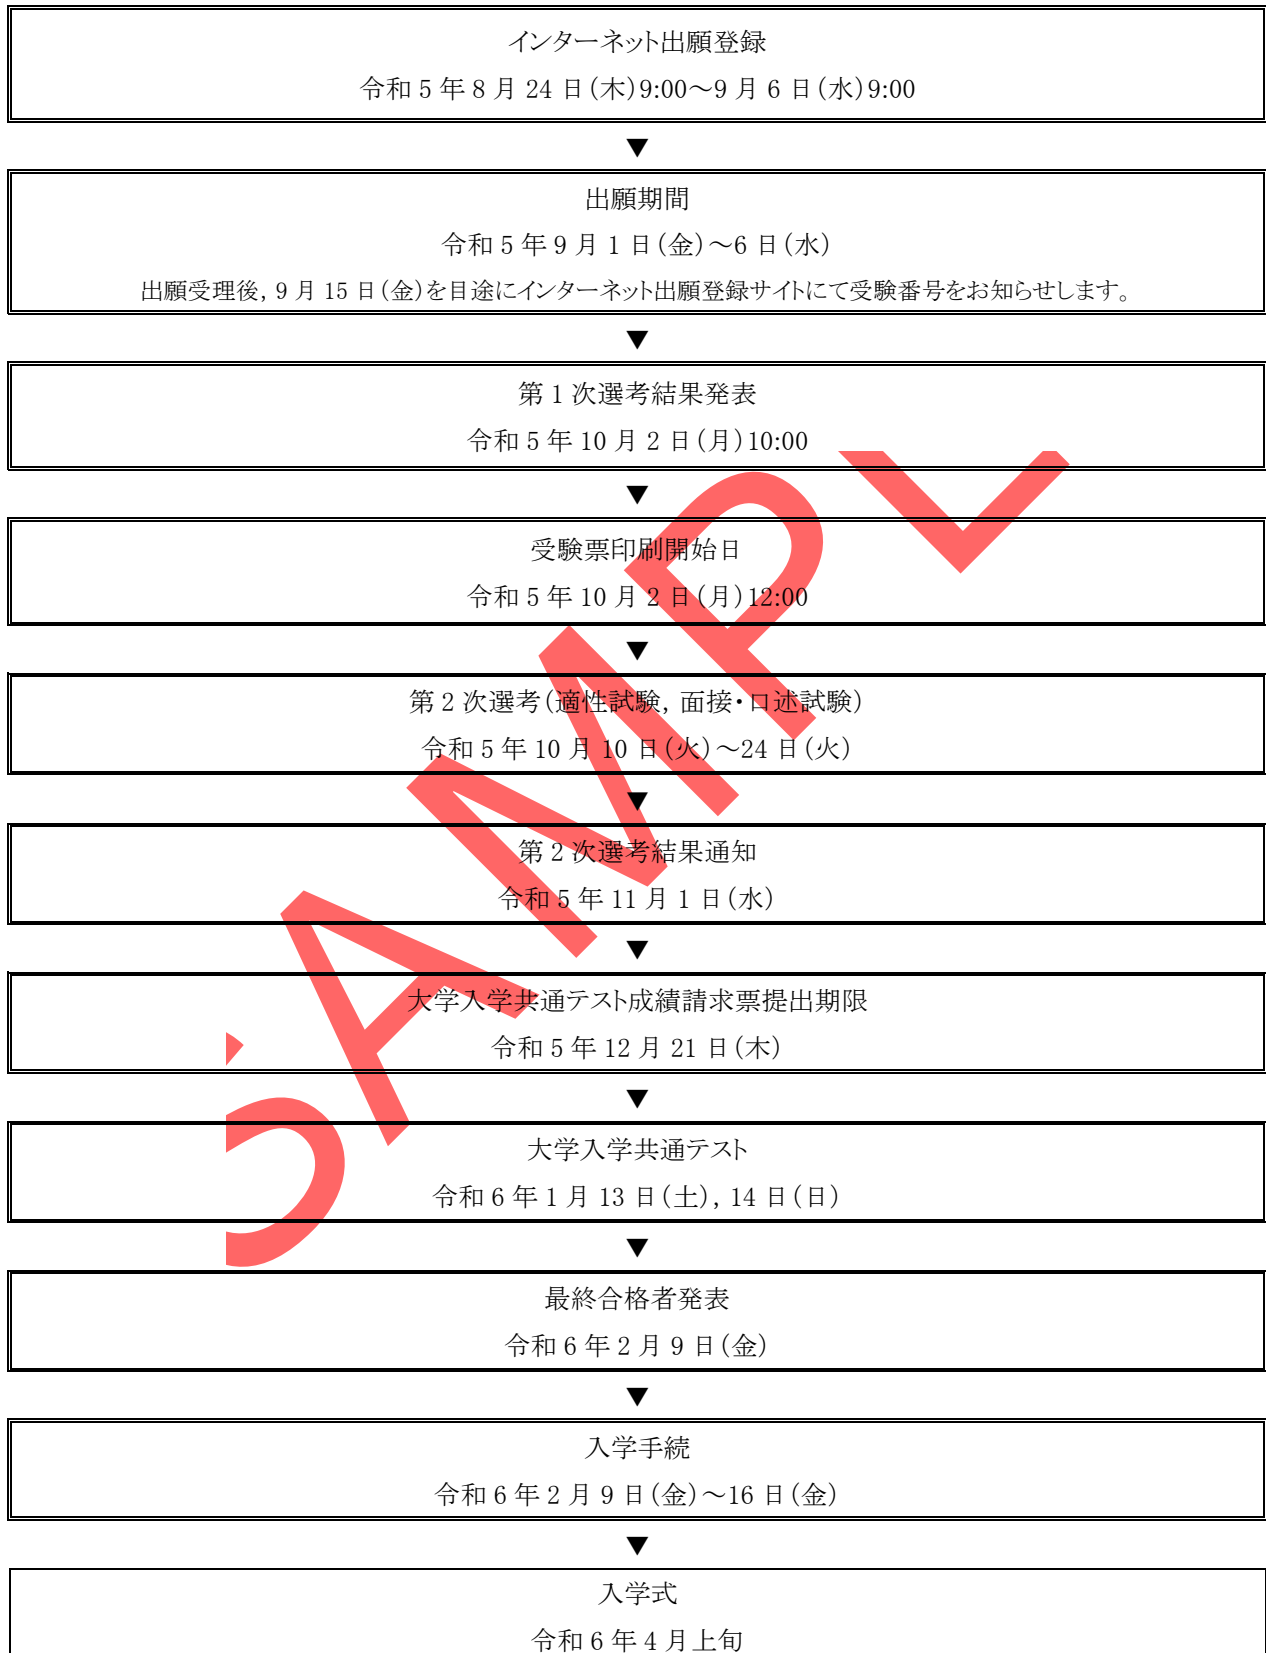 インターネット出願登録
令和 5 年 8 月 24 日(木)9:00～9 月 6 日(水)9:00
▼
出願期間
令和 5 年 9 月 1 日(金)～6 日(水)
出願受理後, 9 月 15 日(金)を目途にインターネット出願登録サイトにて受験番号をお知らせします。
▼
第 1 次選考結果発表
令和 5 年 10 月 2 日(月)10:00
▼
受験票印刷開始日
令和 5 年 10 月 2 日(月)12:00
▼
第 2 次選考(適性試験, 面接・口述試験)
令和 5 年 10 月 10 日(火)～24 日(火)
▼
第 2 次選考結果通知
令和 5 年 11 月 1 日(水)
▼
大学入学共通テスト成績請求票提出期限
令和 5 年 12 月 21 日(木)
▼
大学入学共通テスト
令和 6 年 1 月 13 日(土), 14 日(日)
▼
最終合格者発表
令和 6 年 2 月 9 日(金)
▼
入学手続
令和 6 年 2 月 9 日(金)～16 日(金)
▼
入学式
令和 6 年 4 月上旬
SAMPL